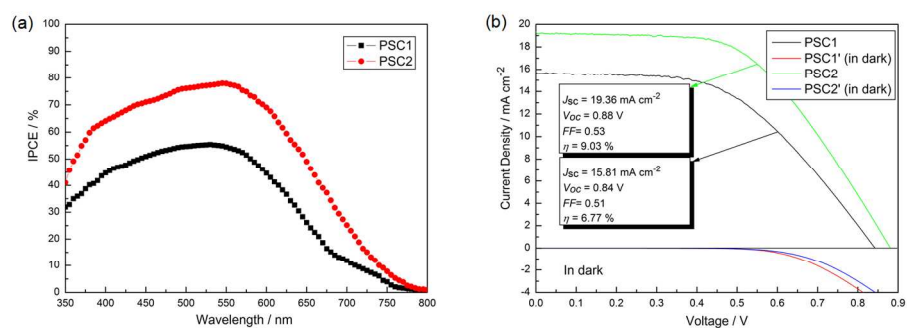 (a)
100
90
80
70
60
50
40
30
20
10
0
IPCE / %
PSC1
PSC2
350 400 450 500 550 600 650 700 750 800
Wavelength / nm
(b)
20
18
16
14
12
10
8
6
4
2
0
-2
-4
Current Density / mA cm-2
PSC1
PSC1' (in dark)
PSC2
PSC2' (in dark)
JSC = 19.36 mA cm-2
VOC = 0.88 V
FF= 0.53
η = 9.03 %
JSC = 15.81 mA cm-2
VOC = 0.84 V
FF= 0.51
η = 6.77 %
In dark
0.0 0.1 0.2 0.3 0.4 0.5 0.6 0.7 0.8 0.9
Voltage / V